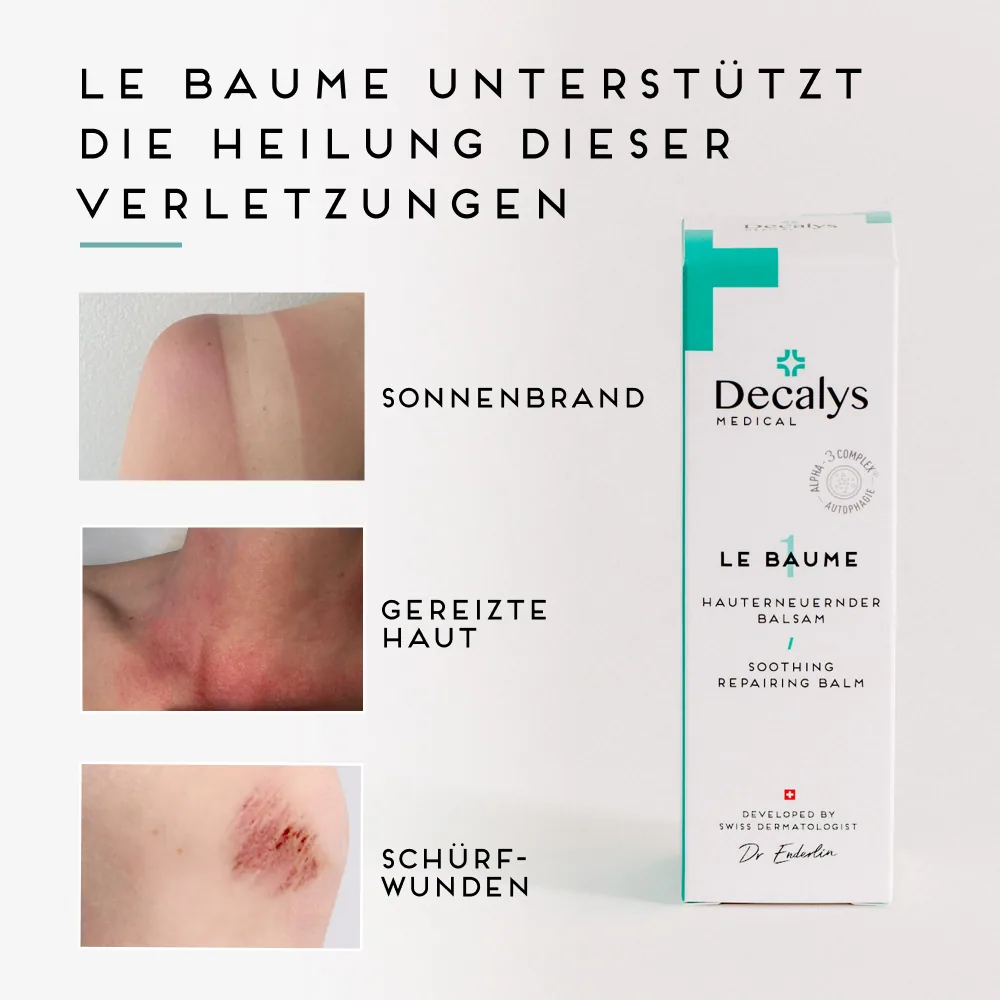 LE BAUME UNTERSTÜTZT
DIE HEILUNG DIESER
VERLETZUNGEN
SONNENBRAND
GEREIZTE
HAUT
SCHÜRF-
WUNDEN
Decalys
Decalys
MEDICAL
ALPHA-3 COMPLEX®
AUTOPHAGIE
1
LE BAUME
HAUTERNEUERNDER
BALSAM
/
SOOTHING
REPAIRING BALM
DEVELOPED BY
SWISS DERMATOLOGIST
Dr Enderlin